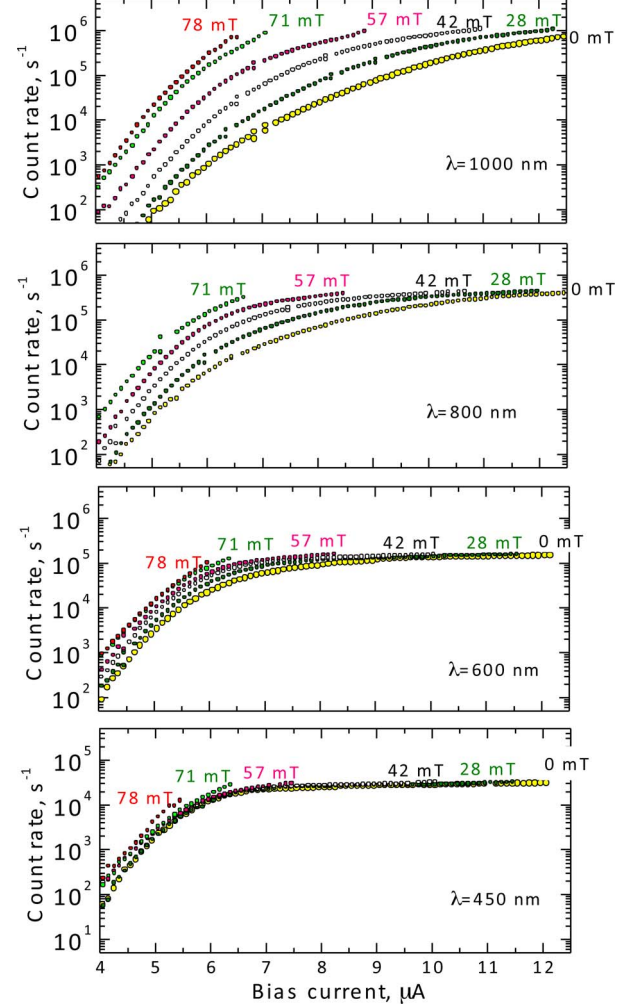 78 mT 71 mT 57 mT 42 mT 28 mT 0 mT
10⁶
10⁵
10⁴
10³
10²
Count rate, s⁻¹
λ=1000 nm
71 mT 57 mT 42 mT 28 mT 0 mT
10⁶
10⁵
10⁴
10³
10²
Count rate, s⁻¹
λ=800 nm
78 mT 71 mT 57 mT 42 mT 28 mT 0 mT
10⁶
10⁵
10⁴
10³
10²
Count rate, s⁻¹
λ=600 nm
78 mT 71 mT 57 mT 42 mT 28 mT 0 mT
10⁵
10⁴
10³
10²
10¹
Count rate, s⁻¹
λ=450 nm
4 5 6 7 8 9 10 11 12
Bias current, μA